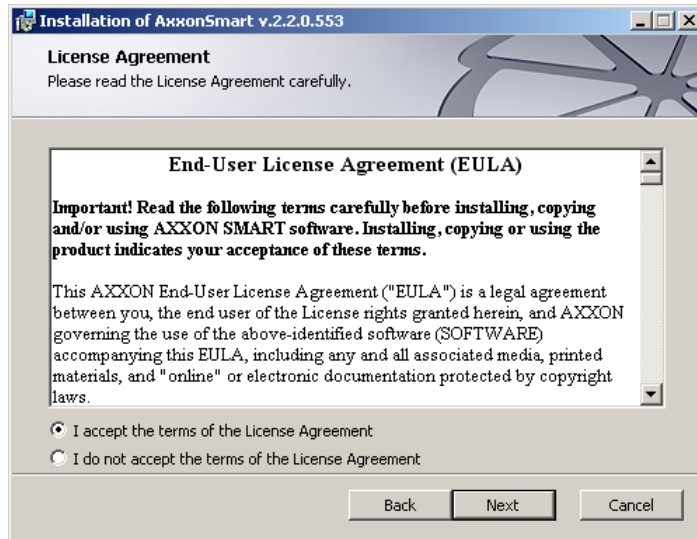 Installation of AxxonSmart v.2.2.0.553
License Agreement
Please read the License Agreement carefully.
End-User License Agreement (EULA)
Important! Read the following terms carefully before installing, copying
and/or using AXXON SMART software. Installing, copying or using the
product indicates your acceptance of these terms.
This AXXON End-User License Agreement ("EULA") is a legal agreement
between you, the end user of the License rights granted herein, and AXXON
governing the use of the above-identified software (SOFTWARE)
accompanying this EULA, including any and all associated media, printed
materials, and "online" or electronic documentation protected by copyright
laws.
I accept the terms of the License Agreement
I do not accept the terms of the License Agreement
Back Next Cancel